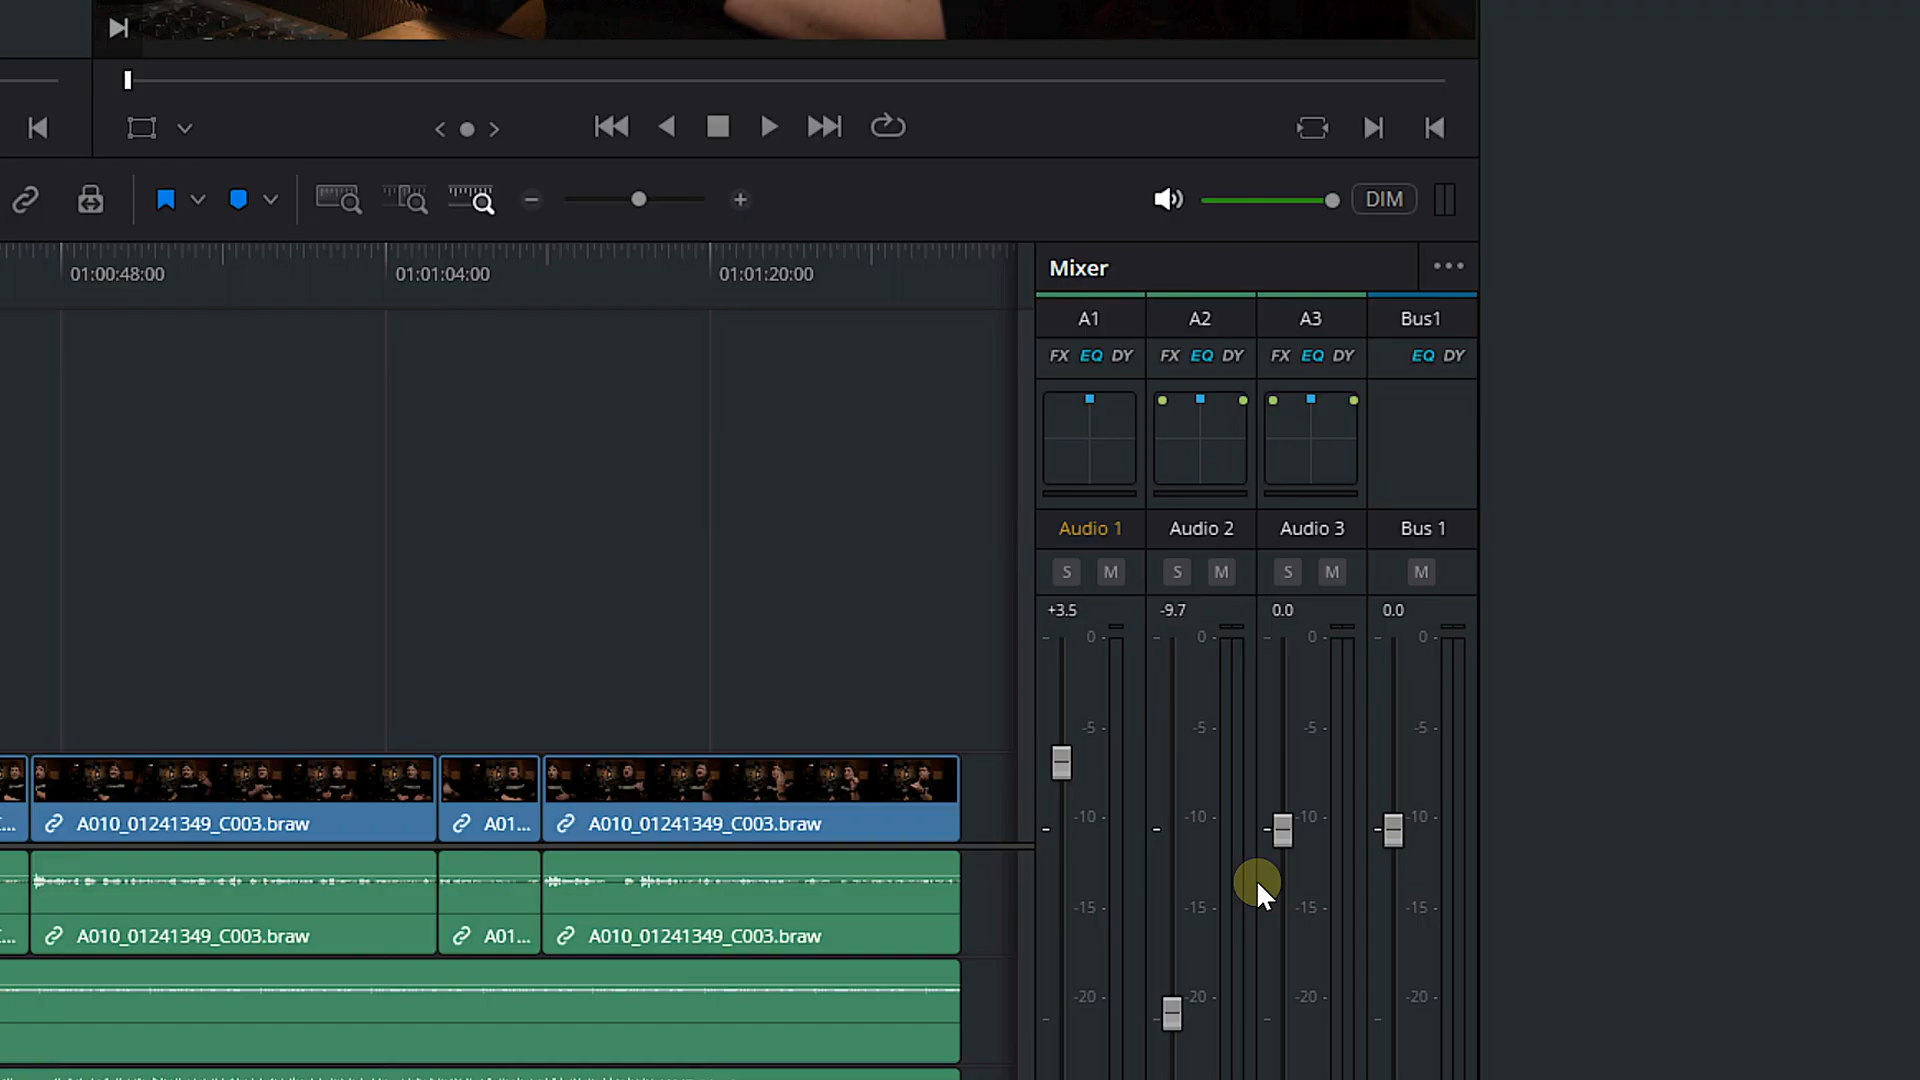 DIM
01:00:48:00 01:01:04:00 01:01:20:00
Mixer
A1 A2 A3 Bus1
FX EQ DY FX EQ DY FX EQ DY EQ DY
Audio 1 Audio 2 Audio 3 Bus 1
S M S M S M M
+3.5 -9.7 0.0 0.0
0 0 0 0
-5 -5 -5 -5
-10 -10 -10 -10
-15 -15 -15 -15
-20 -20 -20 -20
... A010_01241349_C003.braw A01... A010_01241349_C003.braw
... A010_01241349_C003.braw A01... A010_01241349_C003.braw